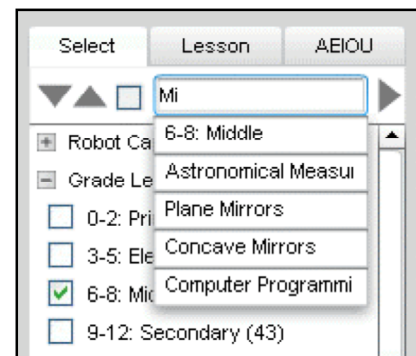 Select Lesson AEIOU
Mi
6-8: Middle
Astronomical Measu
Plane Mirrors
Concave Mirrors
Computer Programmi
Robot Ca
Grade Le
0-2: Pri
3-5: Ele
6-8: Mid
9-12: Secondary (43)